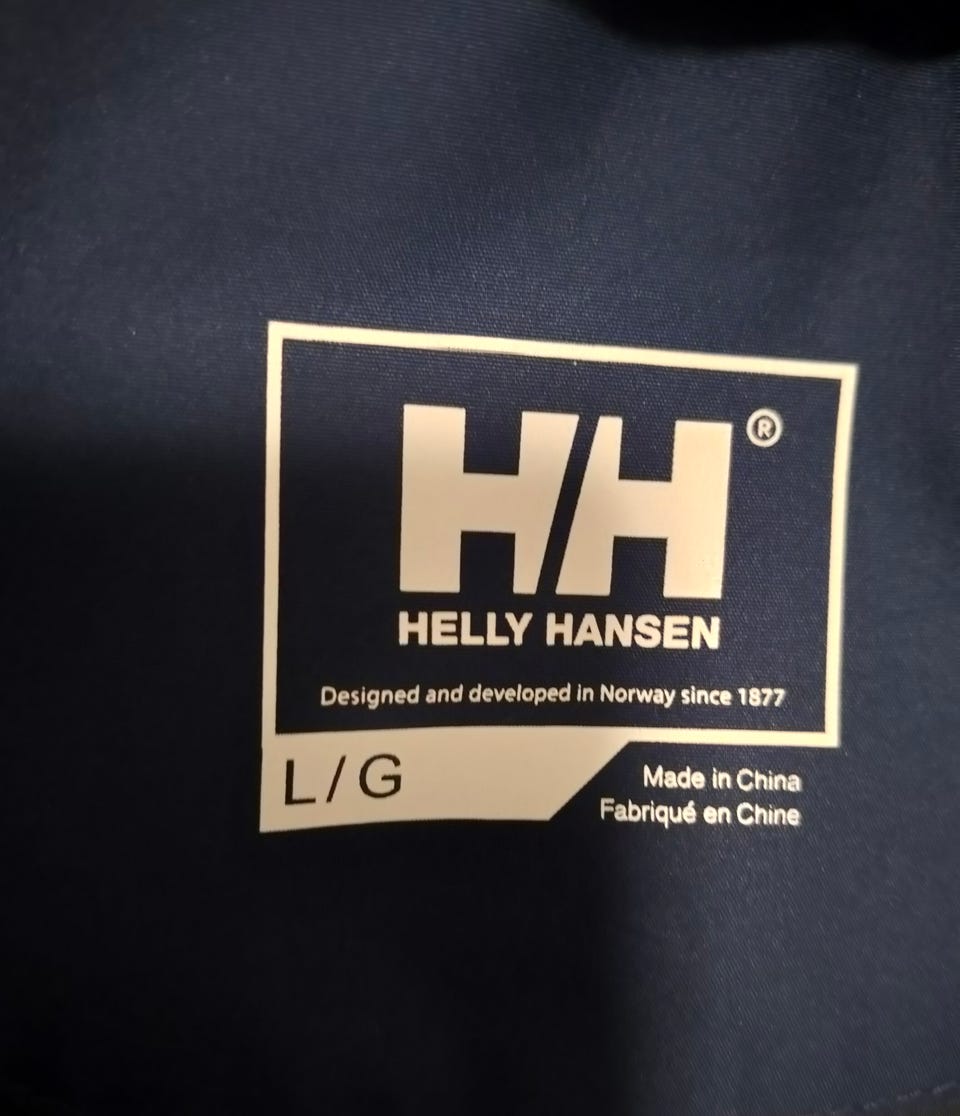 HH®
HELLY HANSEN
Designed and developed in Norway since 1877
L/G
Made in China
Fabriqué en Chine